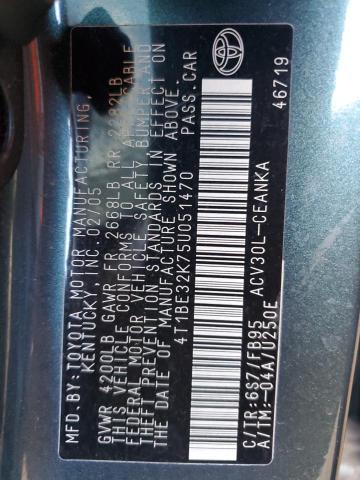 MFD.BY:TOYOTA MOTOR MANUFACTURING,
KENTUCKY, INC. 02/05
GVWR 4200LB GAWR FR 2668LB RR 2282LB
THIS VEHICLE CONFORMS TO ALL APPLICABLE
FEDERAL MOTOR VEHICLE SAFETY, BUMPER, AND
THEFT PREVENTION STANDARDS IN EFFECT ON
THE DATE OF MANUFACTURE SHOWN ABOVE.
4T1BE32K75U051470 PASS.CAR
C/TR:6S7/FB95
ACV30L-CEANKA
A/TM:-04A/U250E
46719